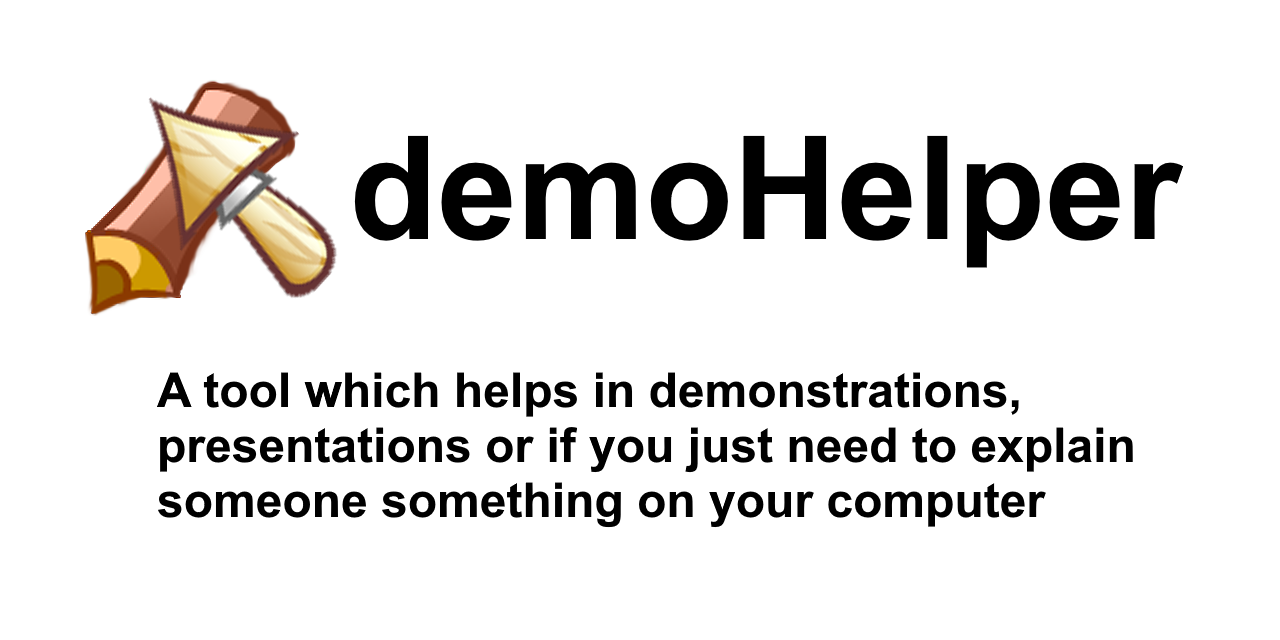 demoHelper
A tool which helps in demonstrations,
presentations or if you just need to explain
someone something on your computer